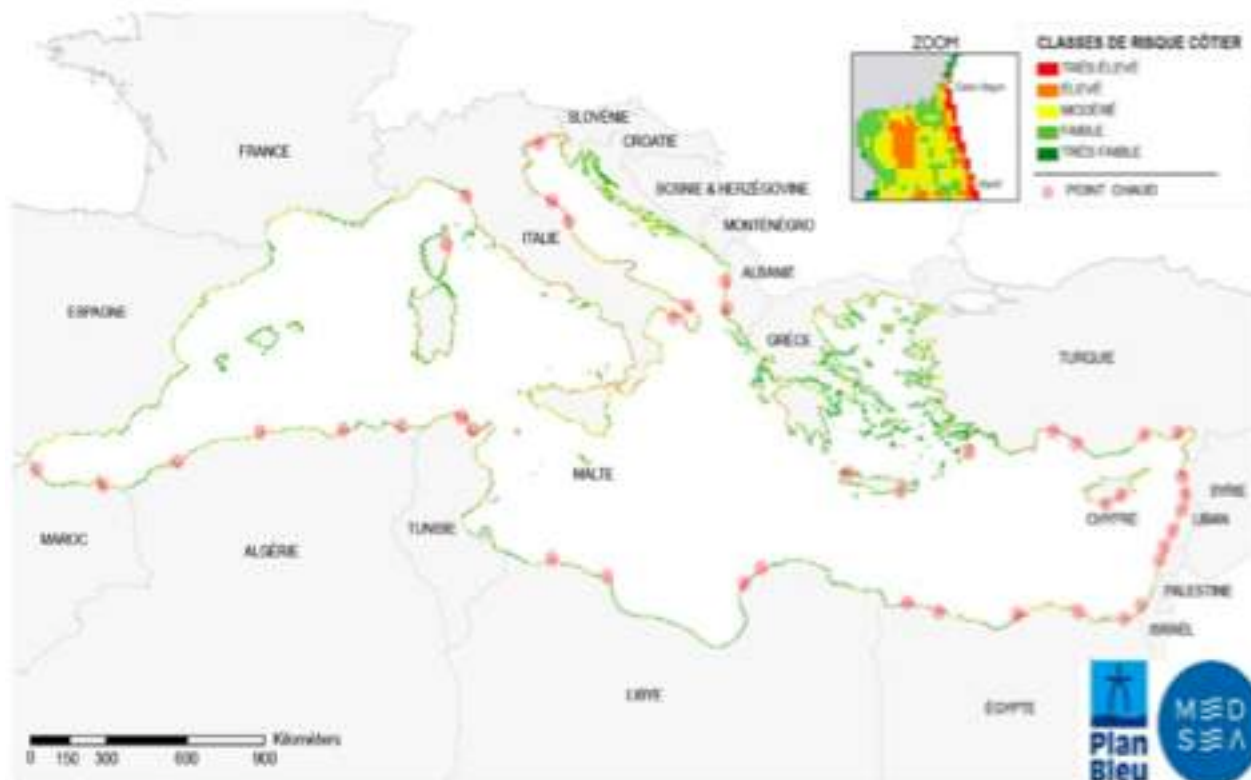 ZOOM
CLASSES DE RISQUE CÔTIER
TRÈS ÉLEVÉ
ÉLEVÉ
MODÉRÉ
FAIBLE
TRÈS FAIBLE
POINT CHAUD
SLOVÉNIE
CROATIE
FRANCE
BOSNIE & HERZÉGOVINE
MONTÉNÉGRO
ITALIE
ALBANIE
ESPAGNE
GRÈCE
TURQUIE
MALTE
CHYPRE
SYRIE
LIBAN
MAROC
ALGÉRIE
TUNISIE
PALESTINE
ISRAËL
LIBYE
ÉGYPTE
Kilométers
0 150 300 600 900
Plan
Bleu
MED
SEA